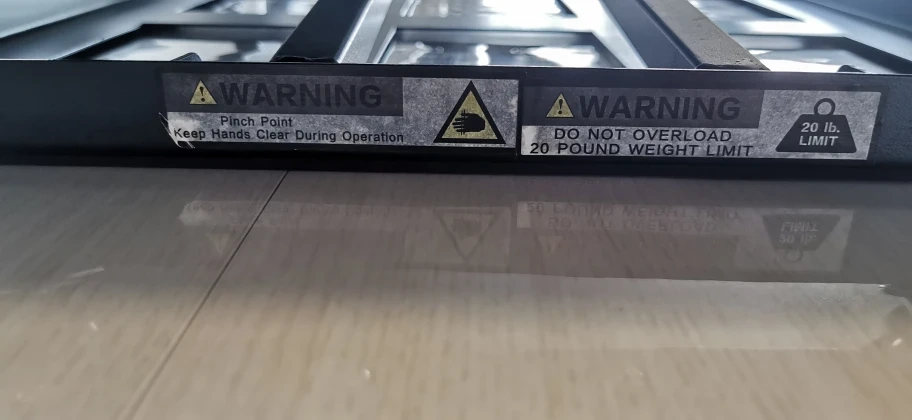 WARNING
Pinch Point
Keep Hands Clear During Operation
WARNING
DO NOT OVERLOAD
20 POUND WEIGHT LIMIT
20 lb.
LIMIT